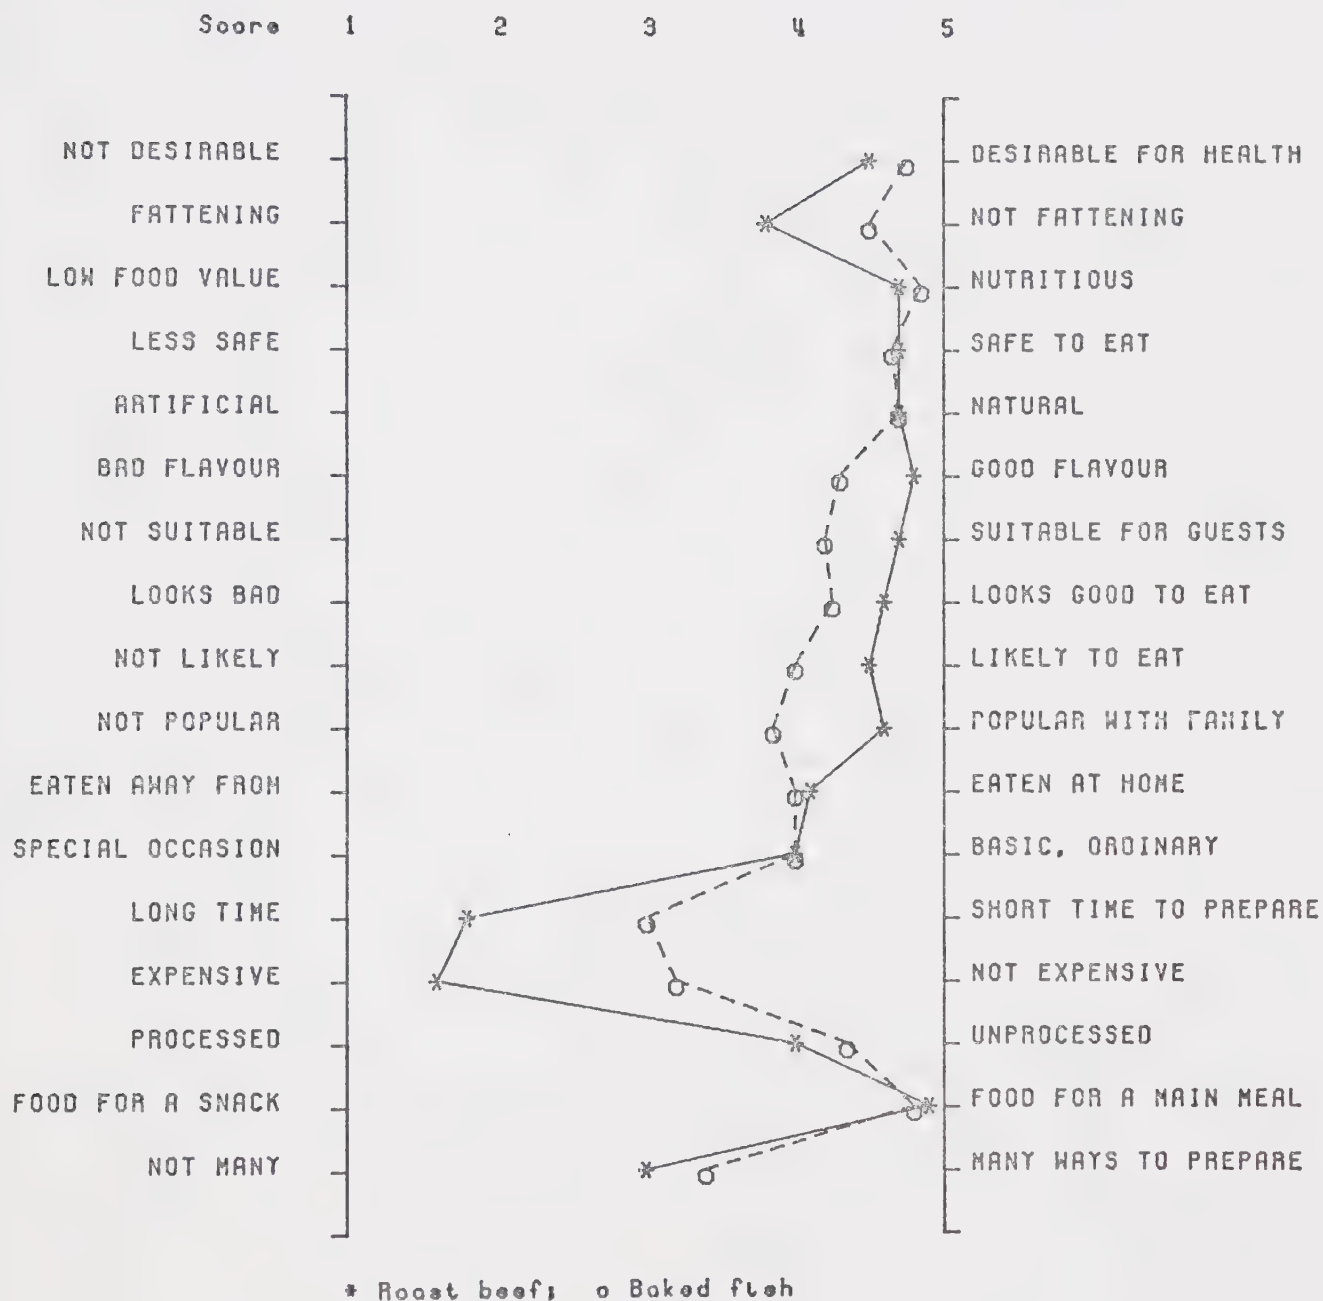 Score 1 2 3 4 5
NOT DESIRABLE DESIRABLE FOR HEALTH
FATTENING NOT FATTENING
LOW FOOD VALUE NUTRITIOUS
LESS SAFE SAFE TO EAT
ARTIFICIAL NATURAL
BAD FLAVOUR GOOD FLAVOUR
NOT SUITABLE SUITABLE FOR GUESTS
LOOKS BAD LOOKS GOOD TO EAT
NOT LIKELY LIKELY TO EAT
NOT POPULAR POPULAR WITH FAMILY
EATEN AWAY FROM EATEN AT HOME
SPECIAL OCCASION BASIC, ORDINARY
LONG TIME SHORT TIME TO PREPARE
EXPENSIVE NOT EXPENSIVE
PROCESSED UNPROCESSED
FOOD FOR A SNACK FOOD FOR A MAIN MEAL
NOT MANY MANY WAYS TO PREPARE
* Roast beef; o Baked fish